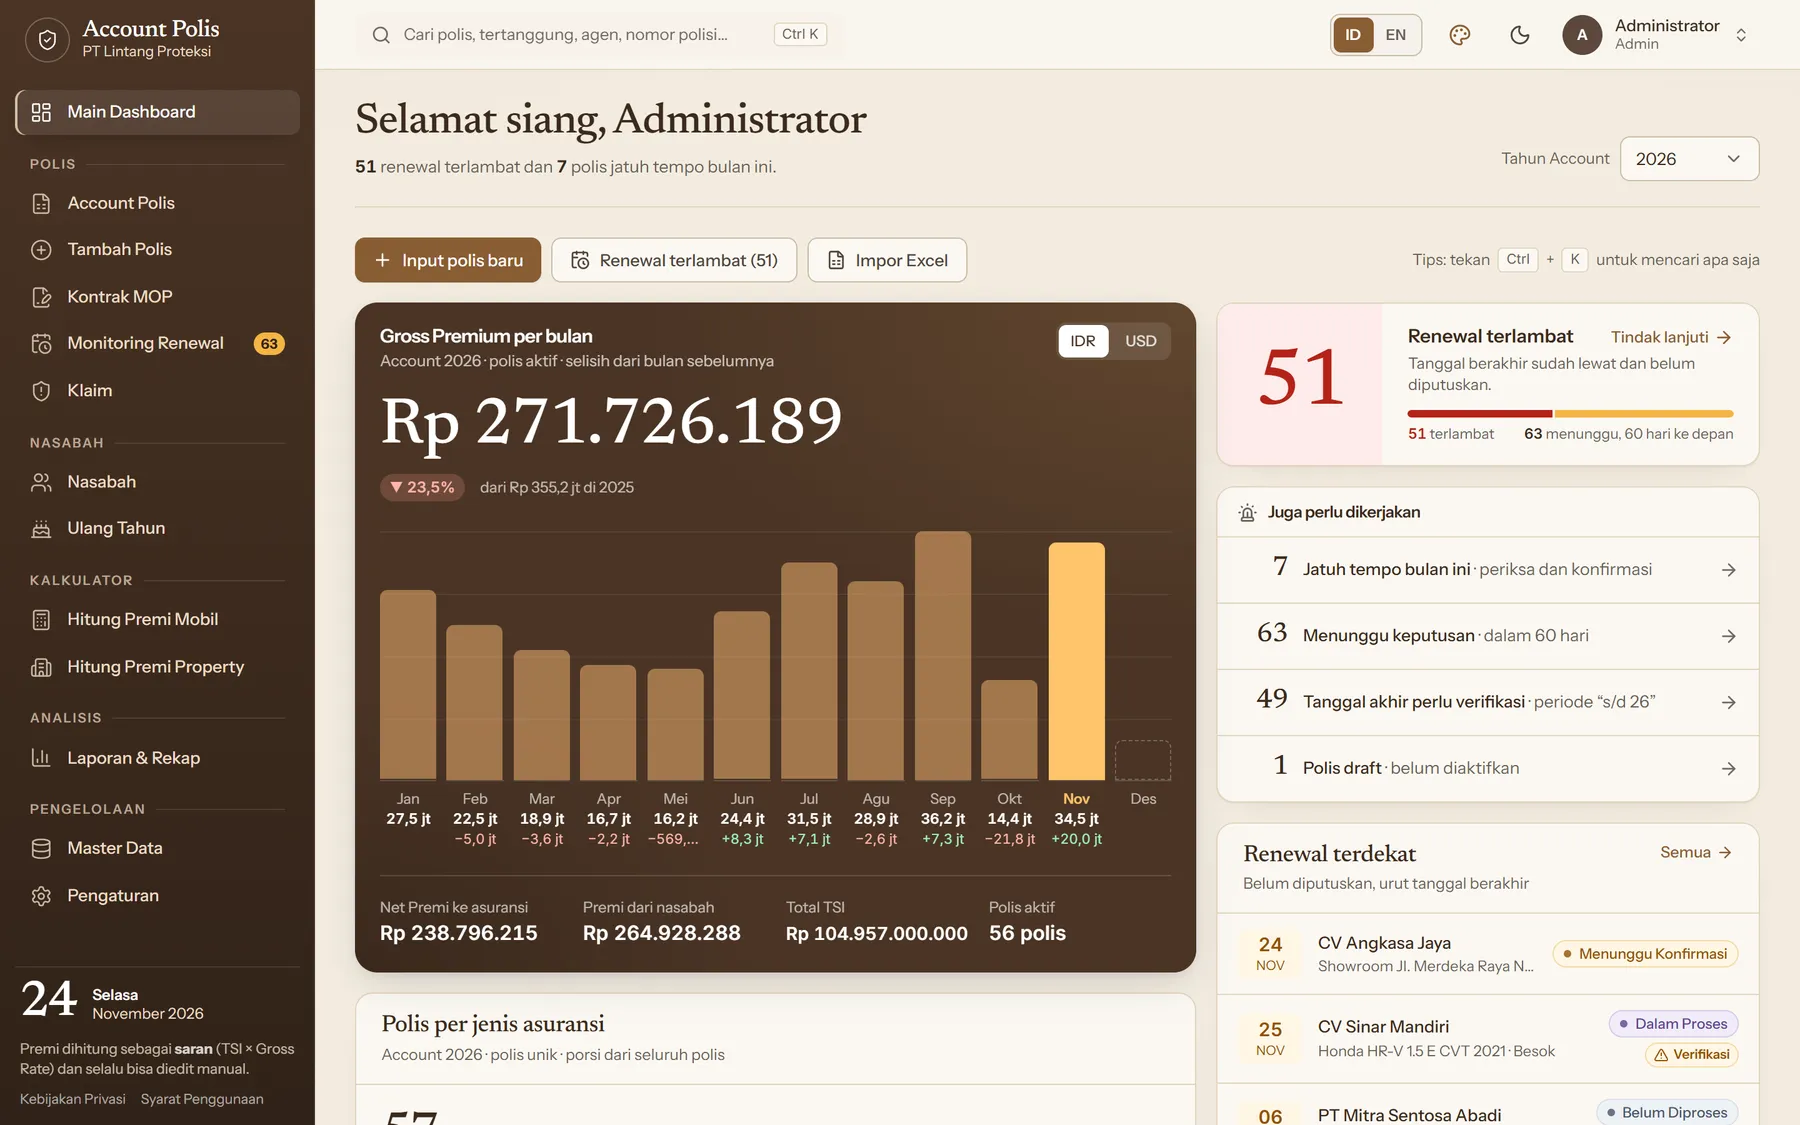 Account Polis
PT Lintang Proteksi
Main Dashboard
POLIS
Account Polis
Tambah Polis
Kontrak MOP
Monitoring Renewal 63
Klaim
NASABAH
Nasabah
Ulang Tahun
KALKULATOR
Hitung Premi Mobil
Hitung Premi Property
ANALISIS
Laporan & Rekap
PENGELOLAAN
Master Data
Pengaturan
24 Selasa
November 2026
Premi dihitung sebagai saran (TSI × Gross
Rate) dan selalu bisa diedit manual.
Kebijakan Privasi Syarat Penggunaan
Cari polis, tertanggung, agen, nomor polisi... Ctrl K
ID EN
A Administrator
Admin
Selamat siang, Administrator
51 renewal terlambat dan 7 polis jatuh tempo bulan ini.
Tahun Account 2026
Input polis baru Renewal terlambat (51) Impor Excel
Tips: tekan Ctrl + K untuk mencari apa saja
Gross Premium per bulan
Account 2026 · polis aktif · selisih dari bulan sebelumnya
IDR USD
Rp 271.726.189
▼ 23,5% dari Rp 355,2 jt di 2025
Jan Feb Mar Apr Mei Jun Jul Agu Sep Okt Nov Des
27,5 jt 22,5 jt 18,9 jt 16,7 jt 16,2 jt 24,4 jt 31,5 jt 28,9 jt 36,2 jt 14,4 jt 34,5 jt
−5,0 jt −3,6 jt −2,2 jt −569,... +8,3 jt +7,1 jt −2,6 jt +7,3 jt −21,8 jt +20,0 jt
Net Premi ke asuransi Premi dari nasabah Total TSI Polis aktif
Rp 238.796.215 Rp 264.928.288 Rp 104.957.000.000 56 polis
Polis per jenis asuransi
Account 2026 · polis unik · porsi dari seluruh polis
57
51
Renewal terlambat Tindak lanjuti
Tanggal berakhir sudah lewat dan belum
diputuskan.
51 terlambat 63 menunggu, 60 hari ke depan
Juga perlu dikerjakan
7 Jatuh tempo bulan ini · periksa dan konfirmasi
63 Menunggu keputusan · dalam 60 hari
49 Tanggal akhir perlu verifikasi · periode “s/d 26”
1 Polis draft · belum diaktifkan
Renewal terdekat Semua
Belum diputuskan, urut tanggal berakhir
24 NOV CV Angkasa Jaya
Showroom Jl. Merdeka Raya N... Menunggu Konfirmasi
25 NOV CV Sinar Mandiri
Honda HR-V 1.5 E CVT 2021 · Besok
Dalam Proses
Verifikasi
06 PT Mitra Sentosa Abadi Belum Diproses